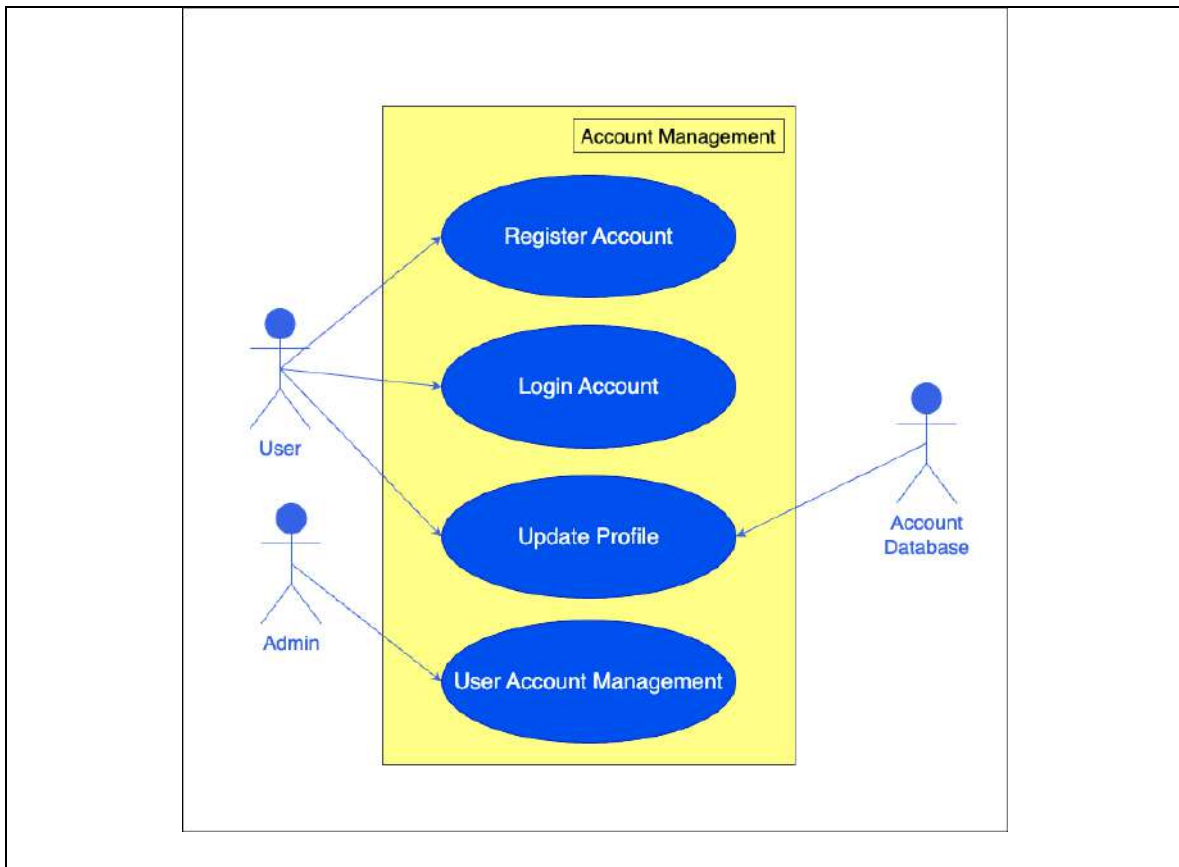 Account Management
Register Account
Login Account
User
Update Profile
Account
Database
Admin
User Account Management